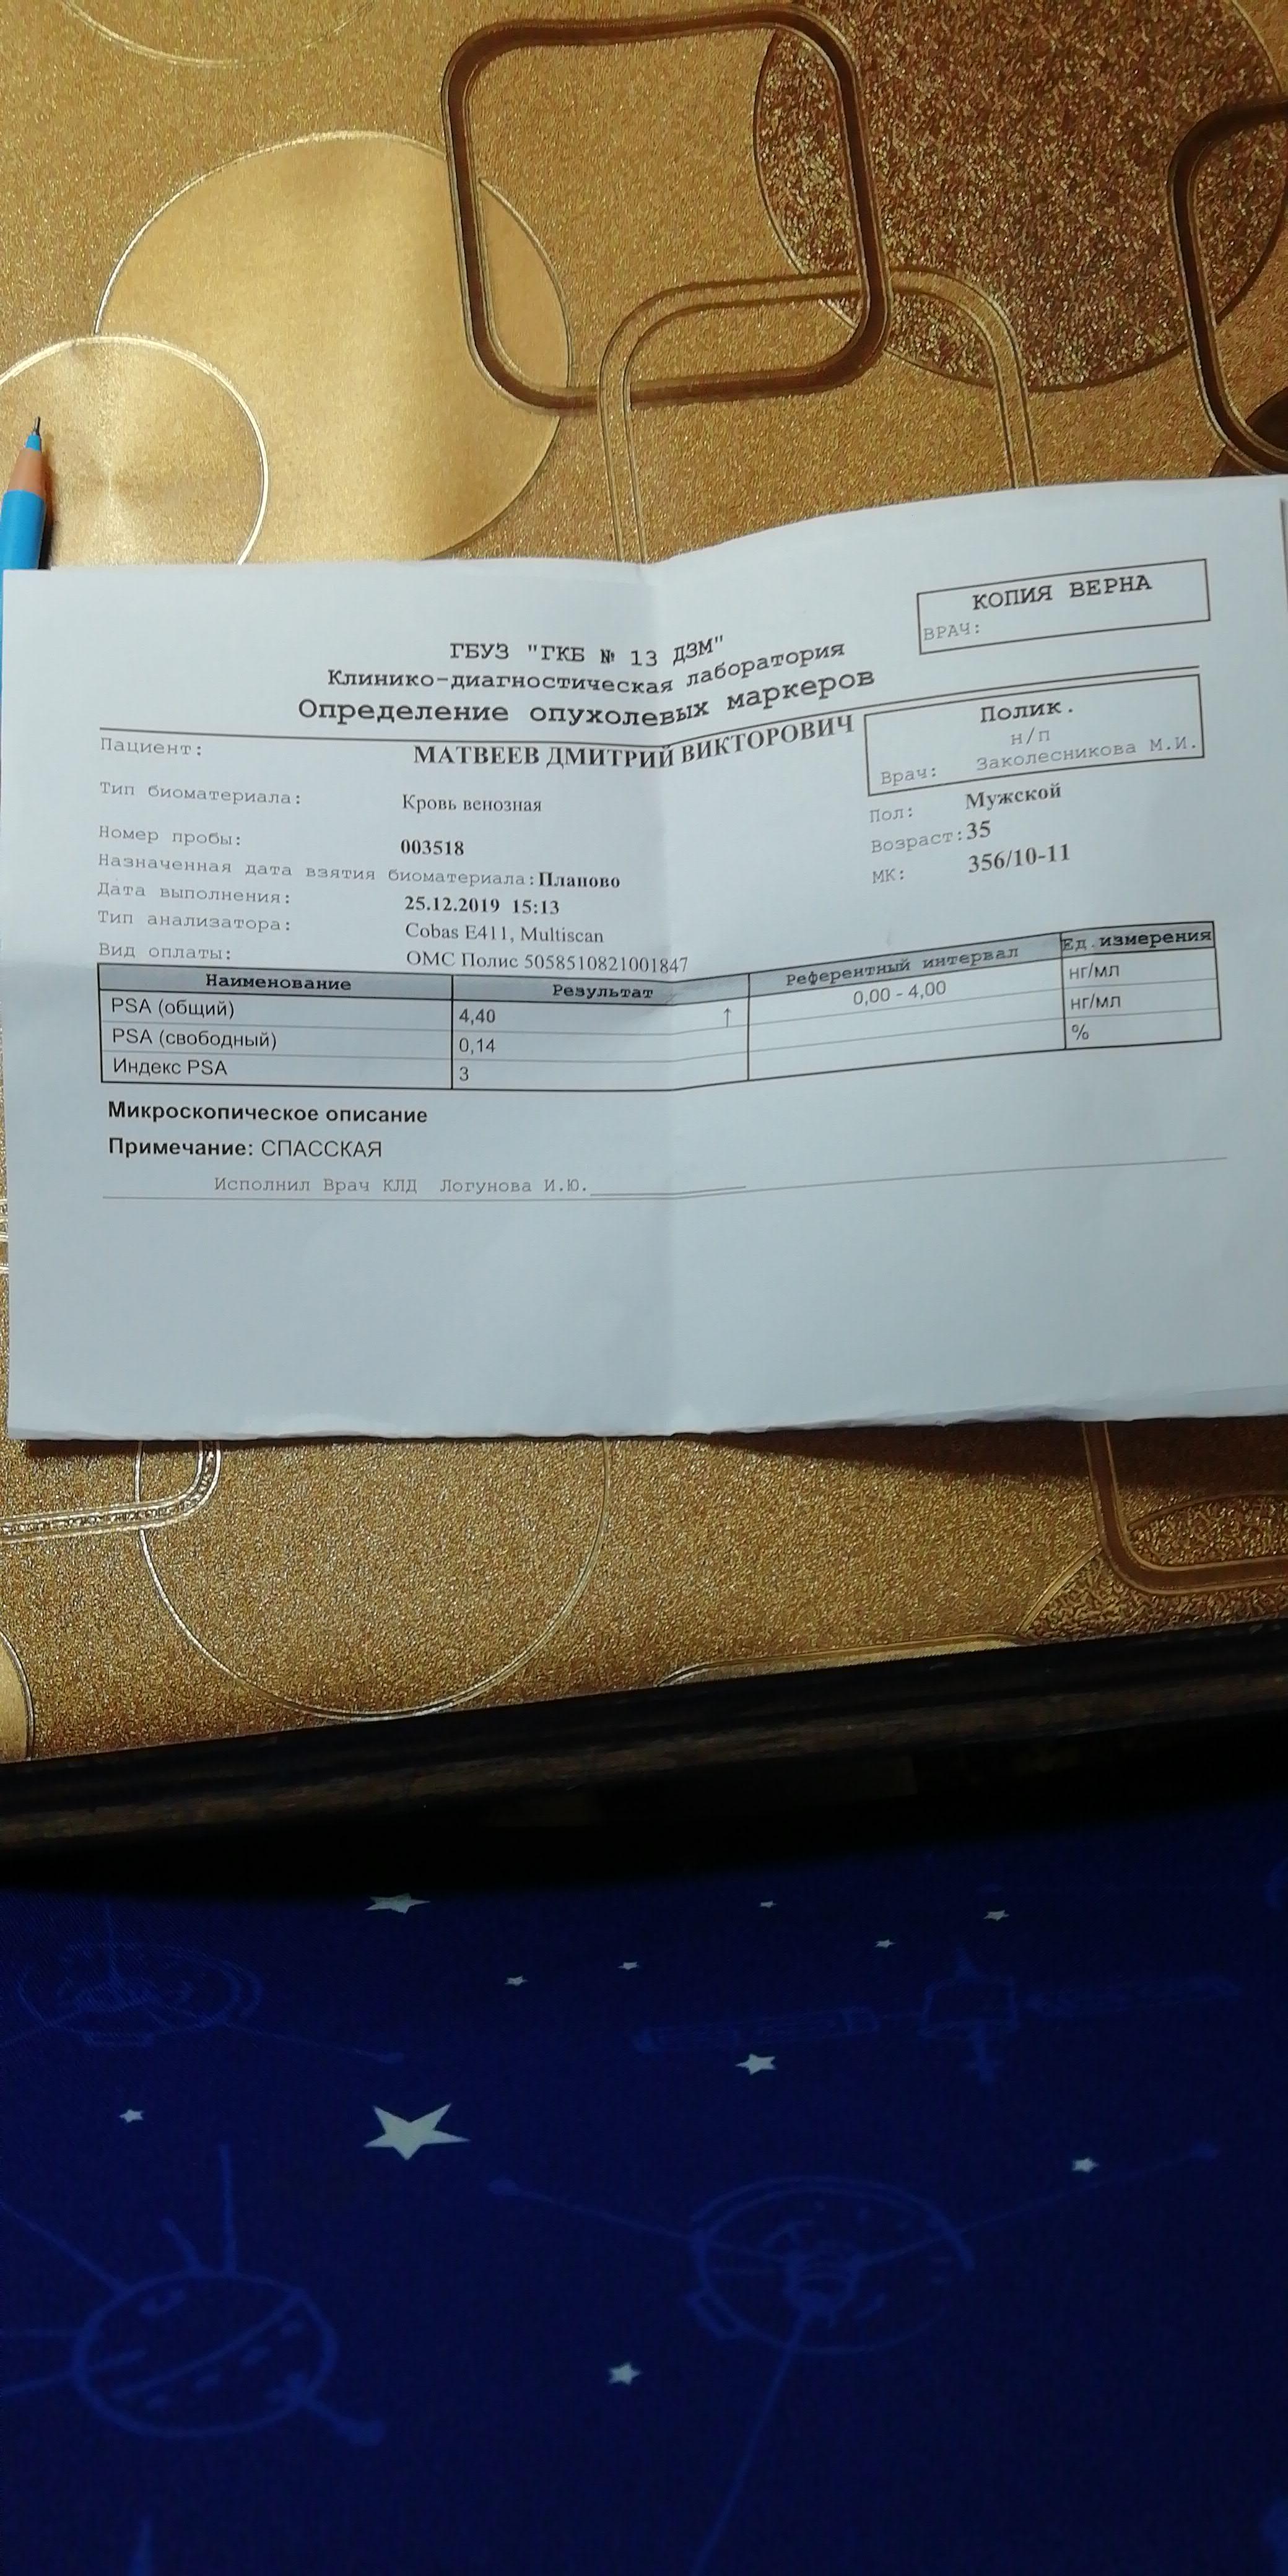 КОПИЯ ВЕРНА
ВРАЧ:
ГБУЗ "ГКБ № 13 ДЗМ"
Клинико-диагностическая лаборатория
Определение опухолевых маркеров
Пациент: МАТВЕЕВ ДМИТРИЙ ВИКТОРОВИЧ
Полик.
н/п
Врач: Заколесникова М.И.
Тип биоматериала: Кровь венозная
Пол: Мужской
Номер пробы: 003518
Возраст: 35
Назначенная дата взятия биоматериала: Планово
МК: 356/10-11
Дата выполнения: 25.12.2019 15:13
Тип анализатора: Cobas E411, Multiscan
Вид оплаты: ОМС Полис 5058510821001847
Наименование Результат Референтный интервал Ед.измерения
PSA (общий) 4,40 ↑ 0,00 - 4,00 нг/мл
PSA (свободный) 0,14 нг/мл
Индекс PSA 3 %
Микроскопическое описание
Примечание: СПАССКАЯ
Исполнил Врач КЛД Логунова И.Ю.